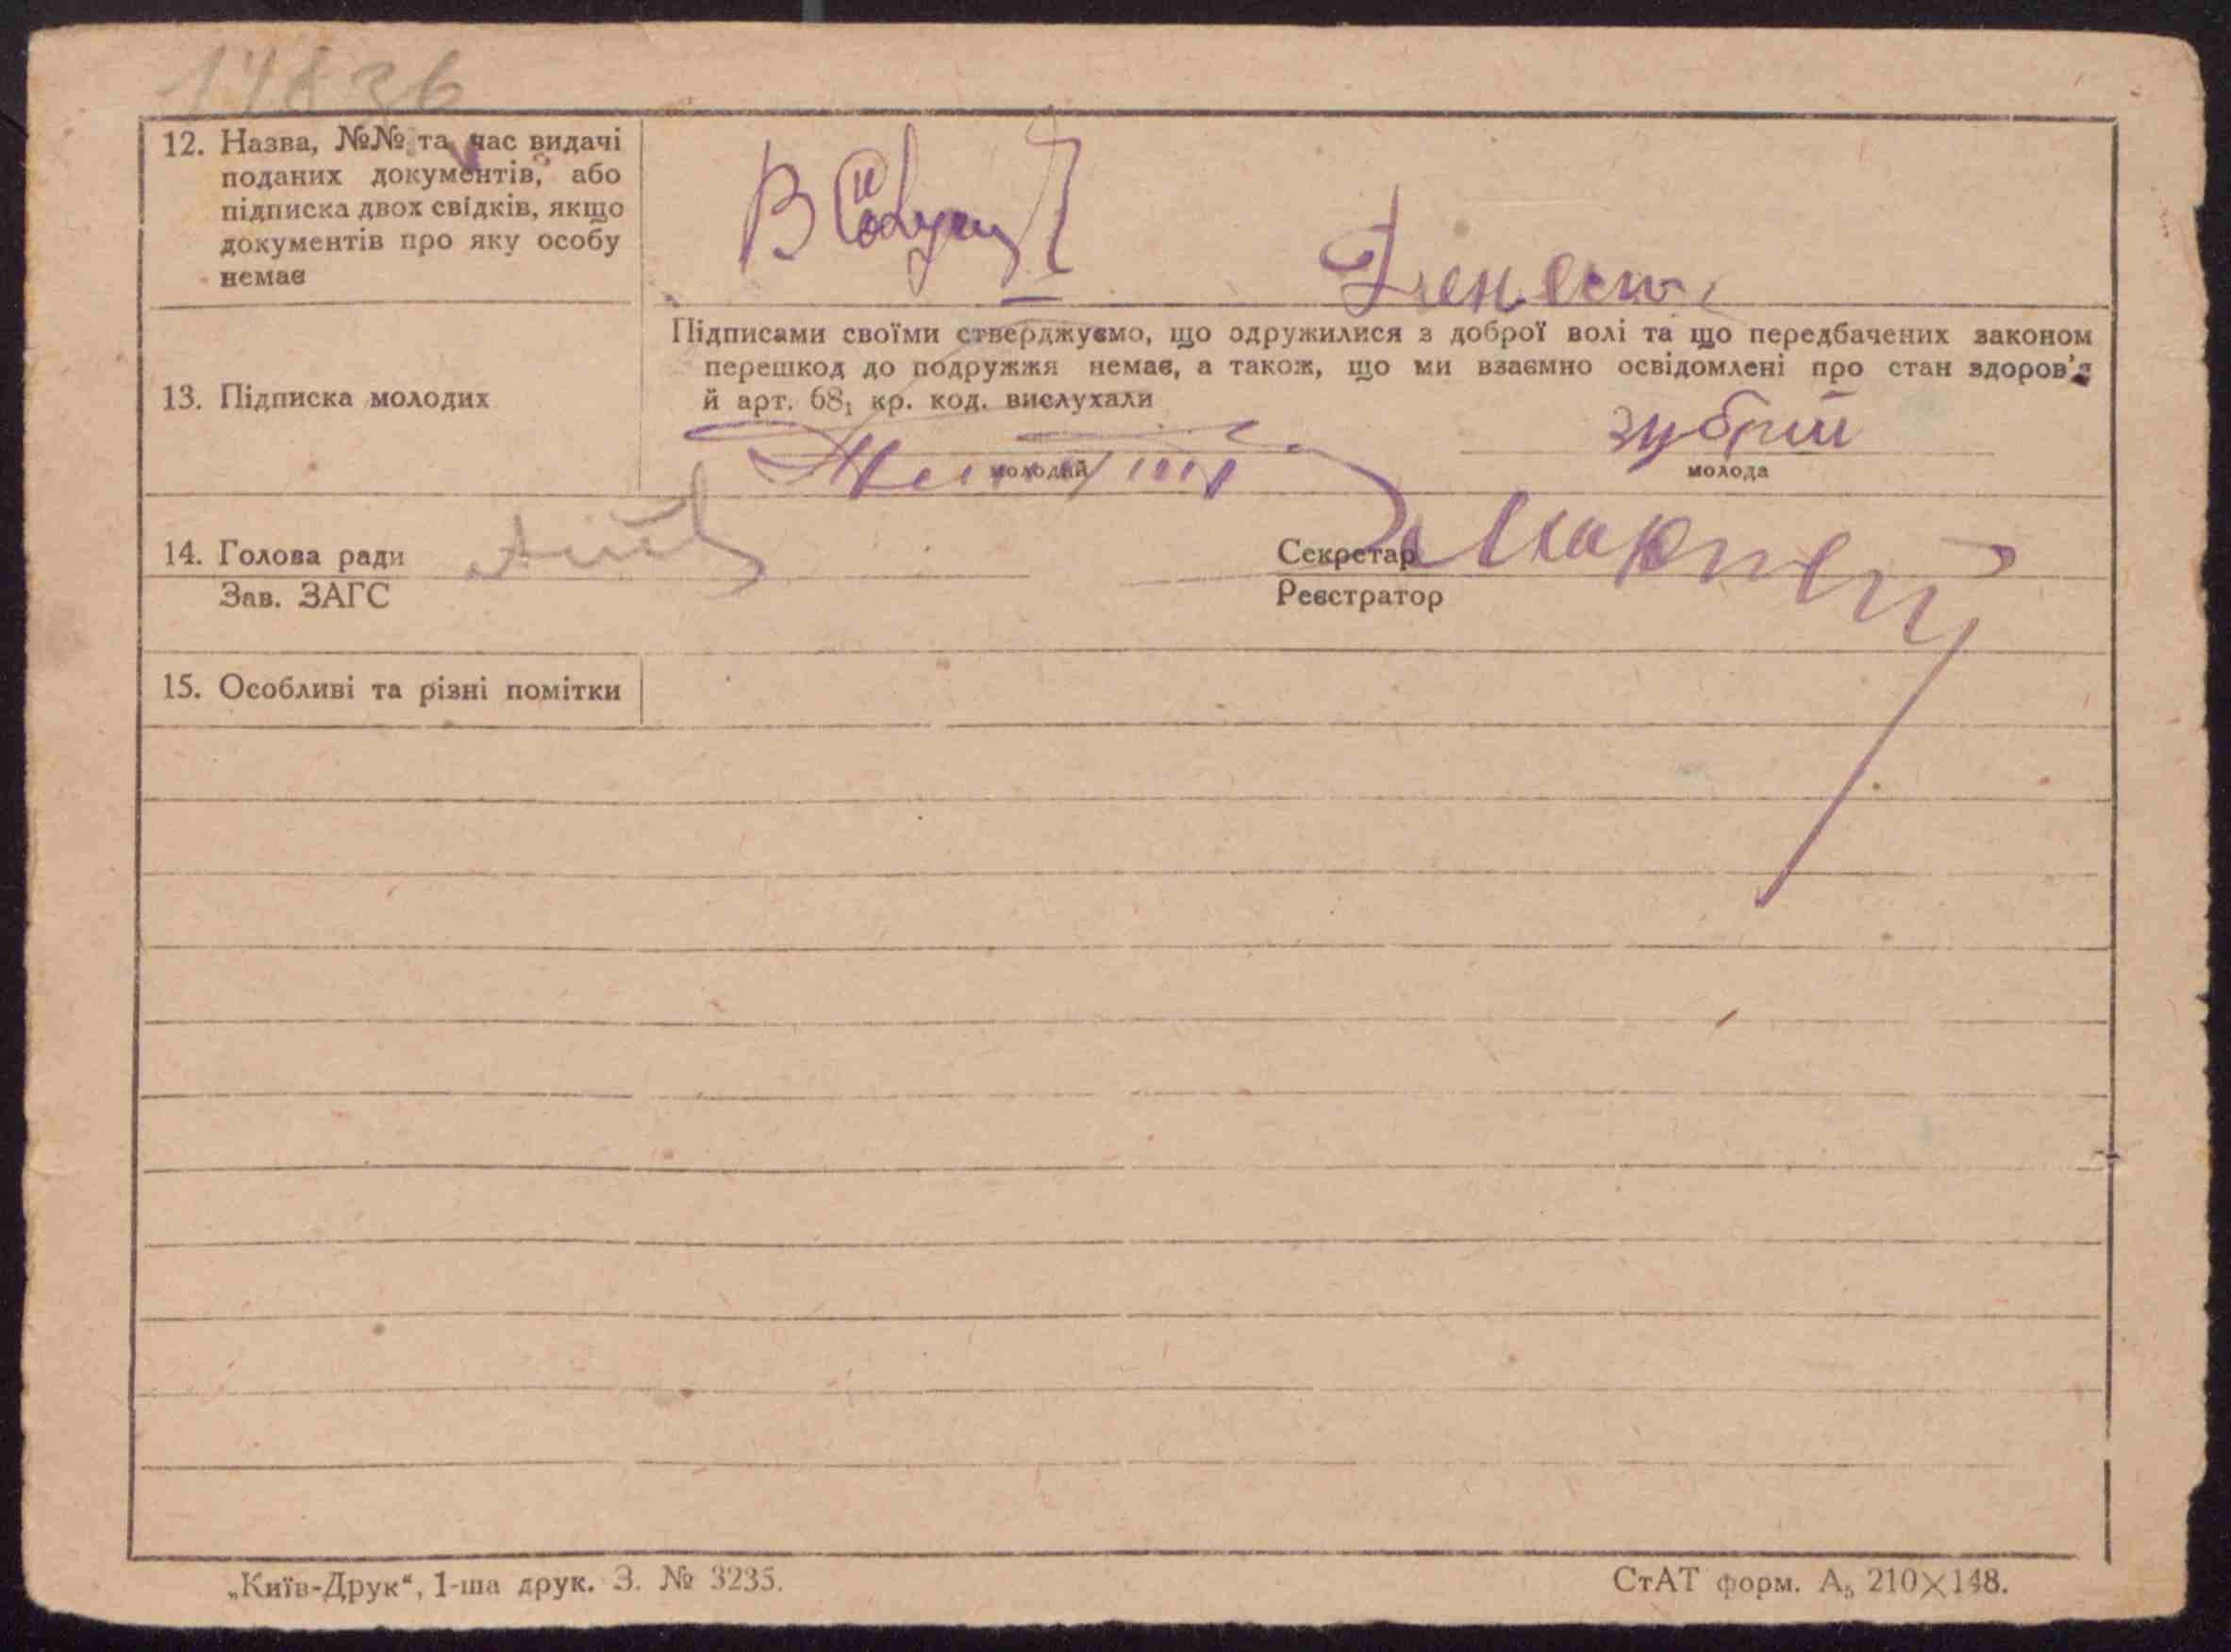 14836
12. Назва, №№ та час видачі
поданих документів, або
підписка двох свідків, якщо
документів про яку особу
немає
13. Підписка молодих
Підписами своїми стверджуємо, що одружилися з доброї волі та що передбачених законом
перешкод до подружжя немає, а також, що ми взаємно освідомлені про стан здоров'я
й арт. 68₁ кр. код. вислухали
зубрій
молодий
молода
14. Голова ради
Секретар
Зав. ЗАГС
Реєстратор
15. Особливі та різні помітки
„Київ-Друк“, 1-ша друк. З. № 3235.
СтАТ форм. А₅ 210×148.